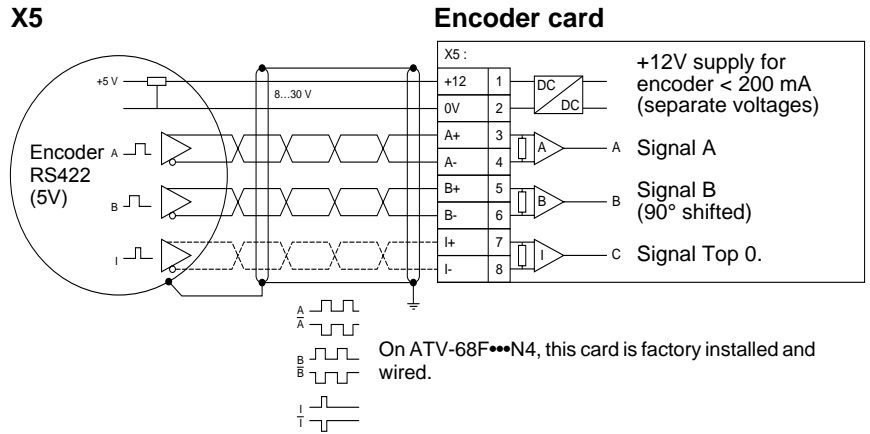 X5
Encoder card
X5 :
+12 1
0V 2
A+ 3
A- 4
B+ 5
B- 6
I+ 7
I- 8
+5 V
8...30 V
Encoder
RS422
(5V)
A
B
I
DC
DC
A
B
I
A
B
C
+12V supply for
encoder < 200 mA
(separate voltages)
Signal A
Signal B
(90° shifted)
Signal Top 0.
A
A̅
B
B̅
I
I̅
On ATV-68F•••N4, this card is factory installed and
wired.